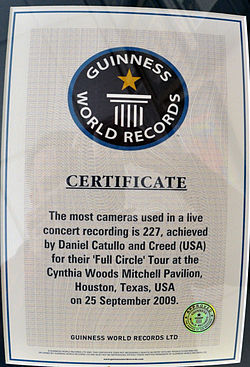 GUINNESS
WORLD RECORDS
CERTIFICATE
The most cameras used in a live
concert recording is 227, achieved
by Daniel Catullo and Creed (USA)
for their 'Full Circle' Tour at the
Cynthia Woods Mitchell Pavilion,
Houston, Texas, USA
on 25 September 2009.
GUINNESS WORLD RECORDS LTD